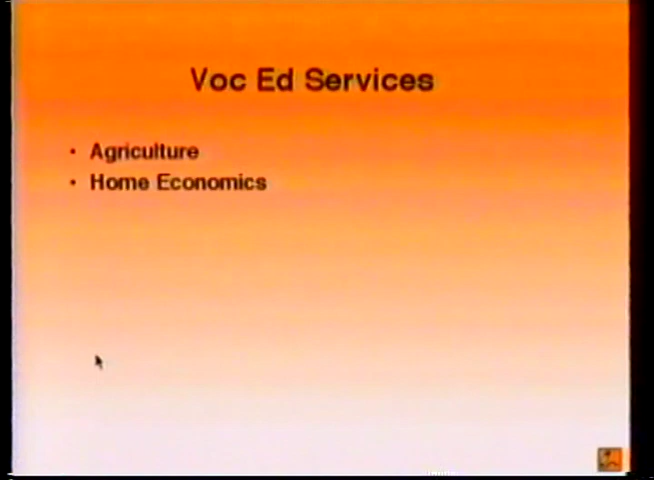 Voc Ed Services
• Agriculture
• Home Economics